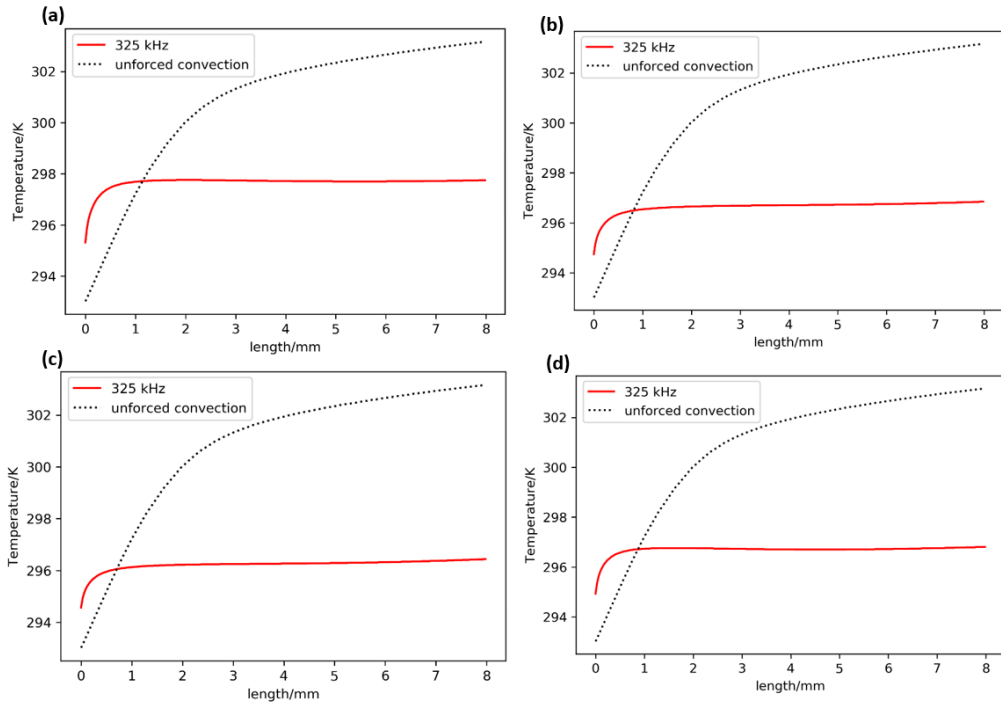 (a)
325 kHz
unforced convection
Temperature/K
302
300
298
296
294
0 1 2 3 4 5 6 7 8
length/mm
(b)
325 kHz
unforced convection
Temperature/K
302
300
298
296
294
0 1 2 3 4 5 6 7 8
length/mm
(c)
325 kHz
unforced convection
Temperature/K
302
300
298
296
294
0 1 2 3 4 5 6 7 8
length/mm
(d)
325 kHz
unforced convection
Temperature/K
302
300
298
296
294
0 1 2 3 4 5 6 7 8
length/mm